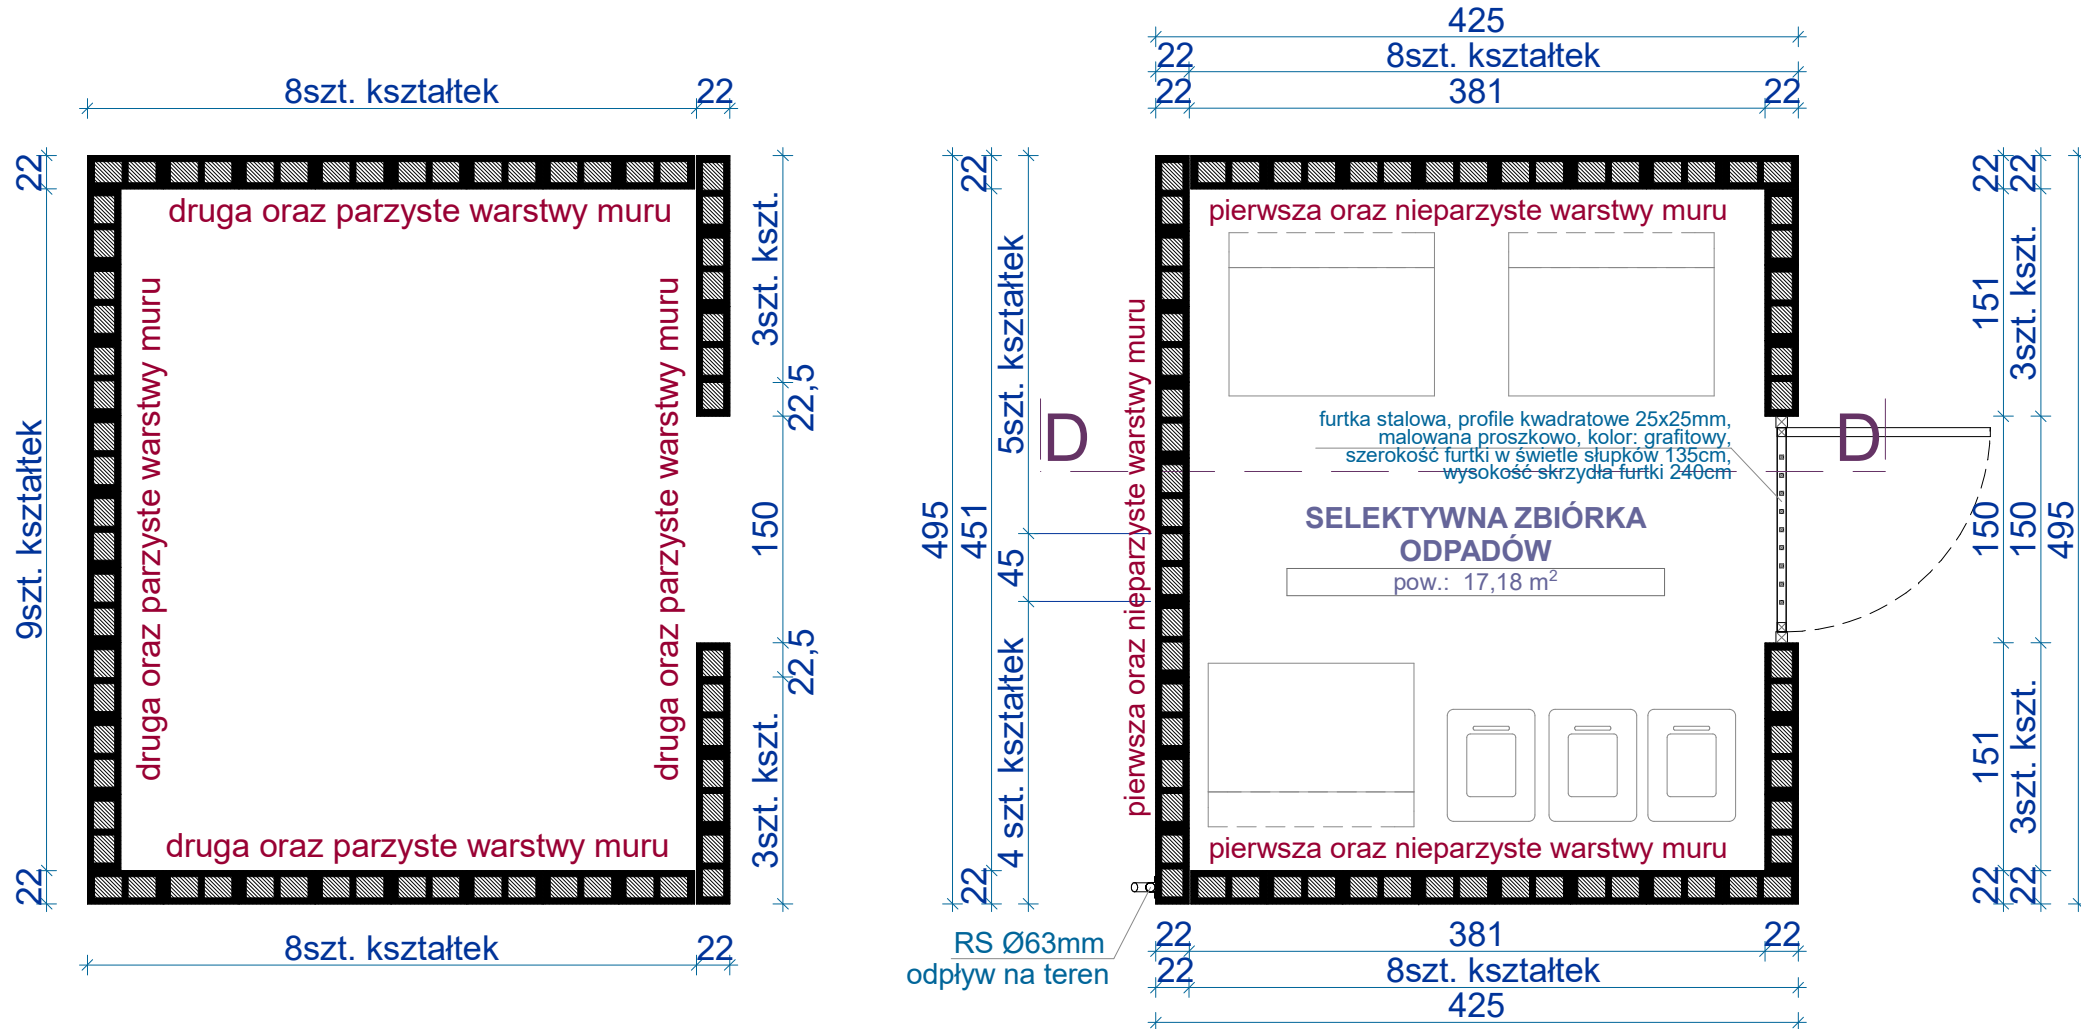 8szt. kształtek
22
22
9szt. kształtek
22
druga oraz parzyste warstwy muru
druga oraz parzyste warstwy muru
druga oraz parzyste warstwy muru
druga oraz parzyste warstwy muru
3szt. kszt.
22,5
150
22,5
3szt. kszt.
8szt. kształtek
22
425
22
8szt. kształtek
22
381
22
495
22
451
22
5szt. kształtek
45
4 szt. kształtek
pierwsza oraz nieparzyste warstwy muru
pierwsza oraz nieparzyste warstwy muru
D
D
furtka stalowa, profile kwadratowe 25x25mm,
malowana proszkowo, kolor: grafitowy,
szerokość furtki w świetle słupków 135cm,
wysokość skrzydła furtki 240cm
SELEKTYWNA ZBIÓRKA
ODPADÓW
pow.: 17,18 m²
pierwsza oraz nieparzyste warstwy muru
22
151
150
151
22
22
3szt. kszt.
150
3szt. kszt.
22
495
RS Ø63mm
odpływ na teren
22
381
22
22
8szt. kształtek
425